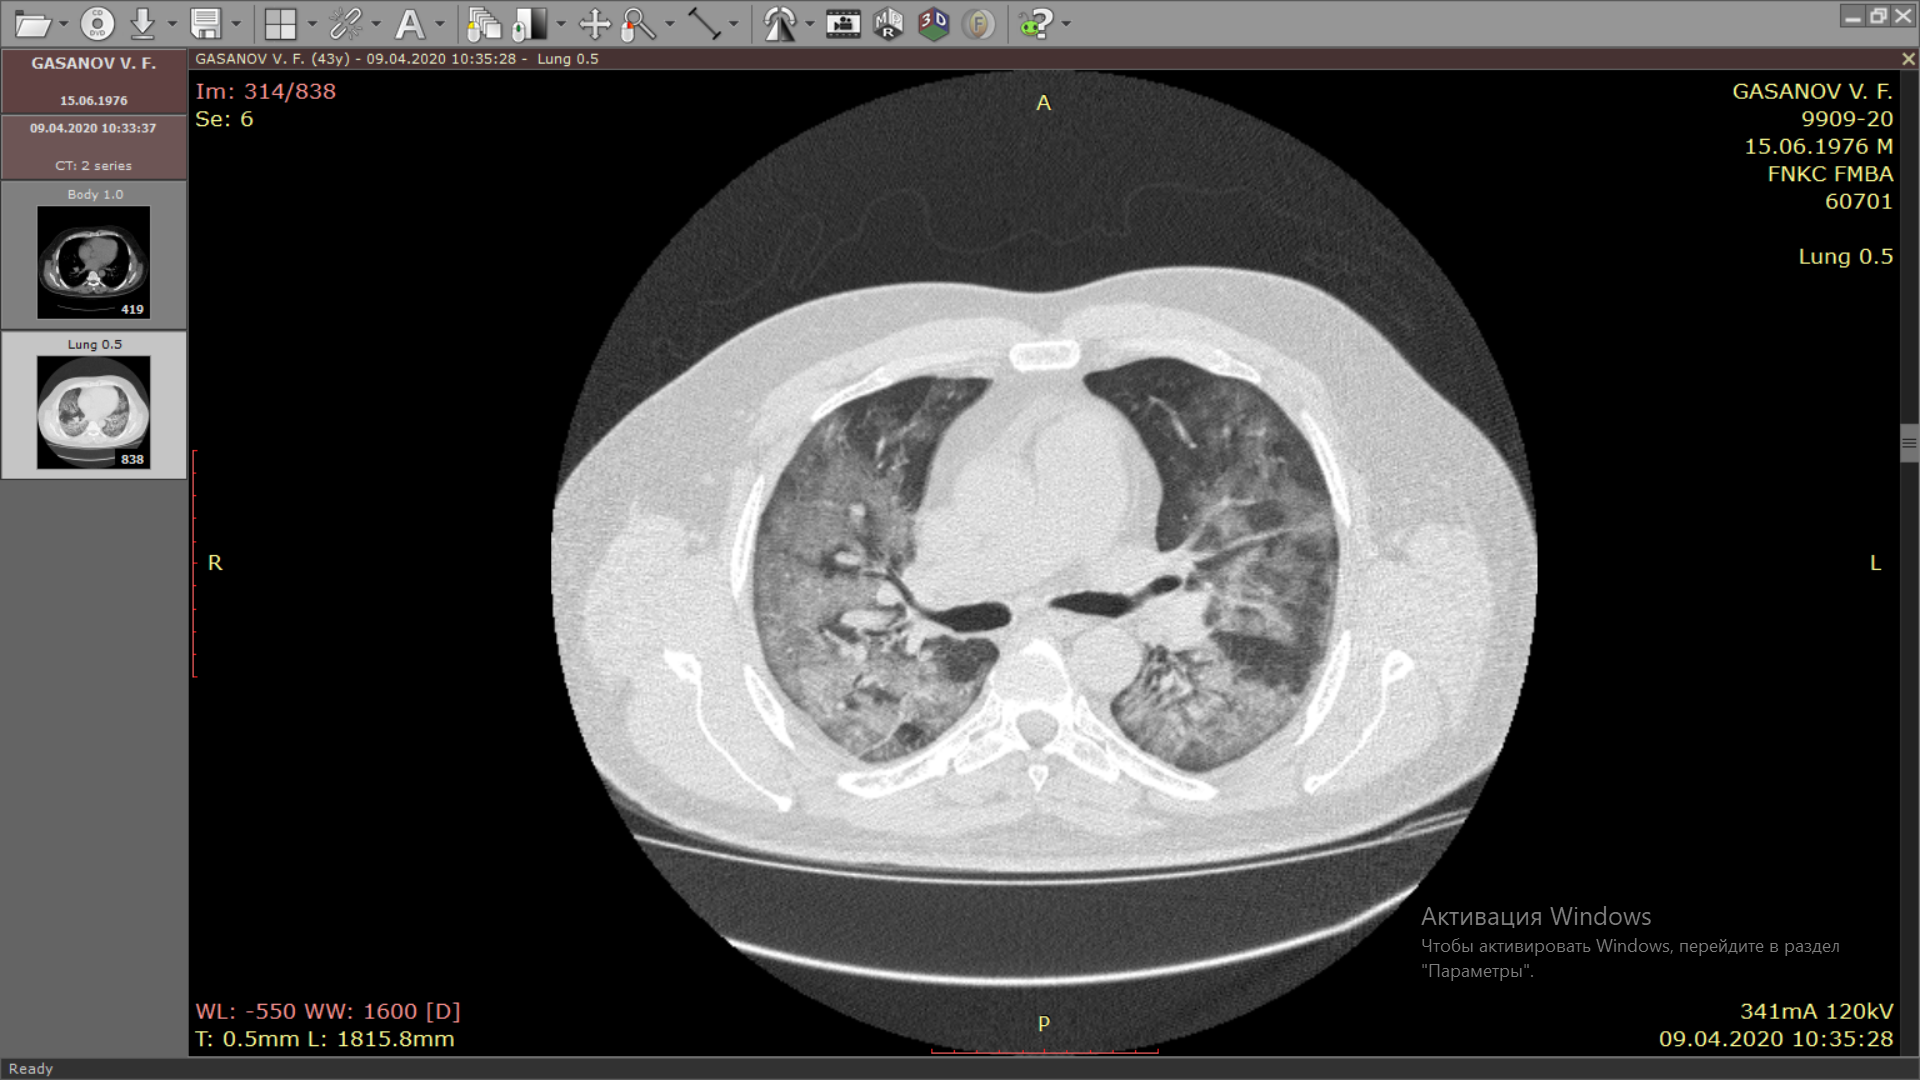 GASANOV V. F.
15.06.1976
09.04.2020 10:33:37
CT: 2 series
Body 1.0
419
Lung 0.5
838
GASANOV V. F. (43y) - 09.04.2020 10:35:28 - Lung 0.5
Im: 314/838
Se: 6
A
GASANOV V. F.
9909-20
15.06.1976 M
FNKC FMBA
60701
Lung 0.5
R
L
Активация Windows
Чтобы активировать Windows, перейдите в раздел
"Параметры".
WL: -550 WW: 1600 [D]
T: 0.5mm L: 1815.8mm
P
341mA 120kV
09.04.2020 10:35:28
Ready
CD
DVD
A
M
P
R
3D
F
?